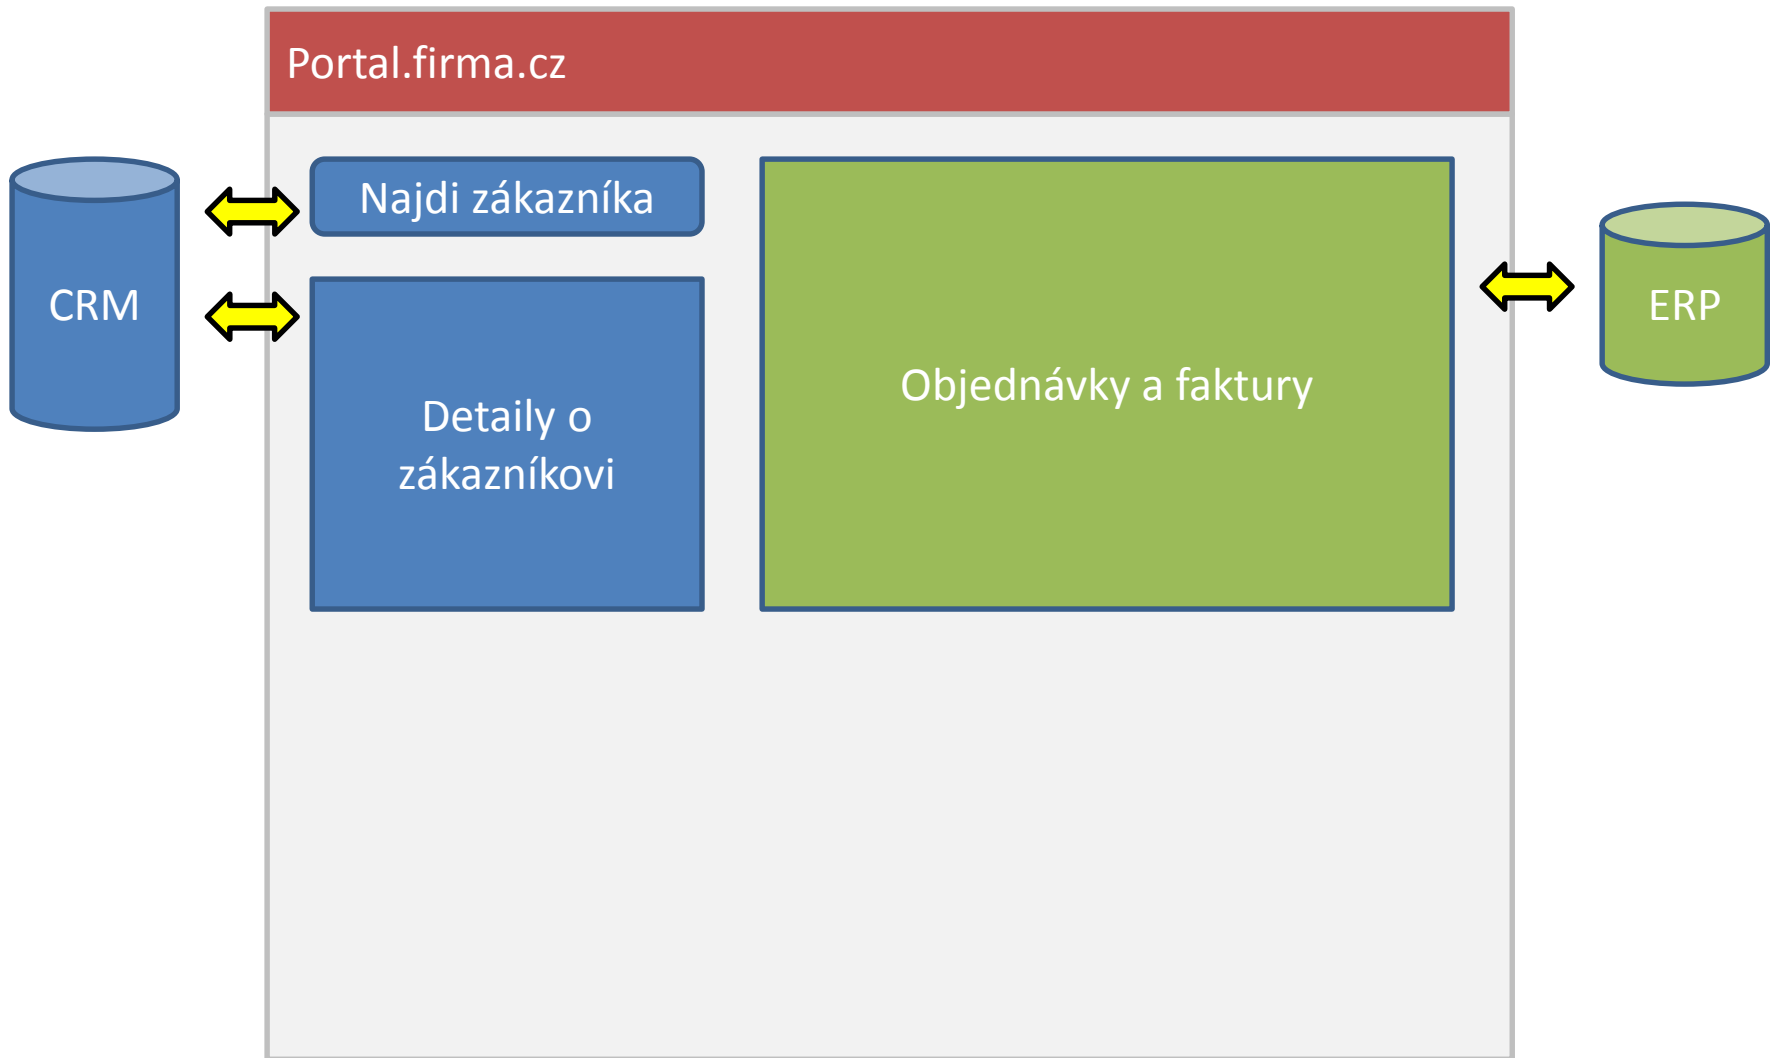 Portal.firma.cz
Najdi zákazníka
CRM
Detaily o
zákazníkovi
Objednávky a faktury
ERP